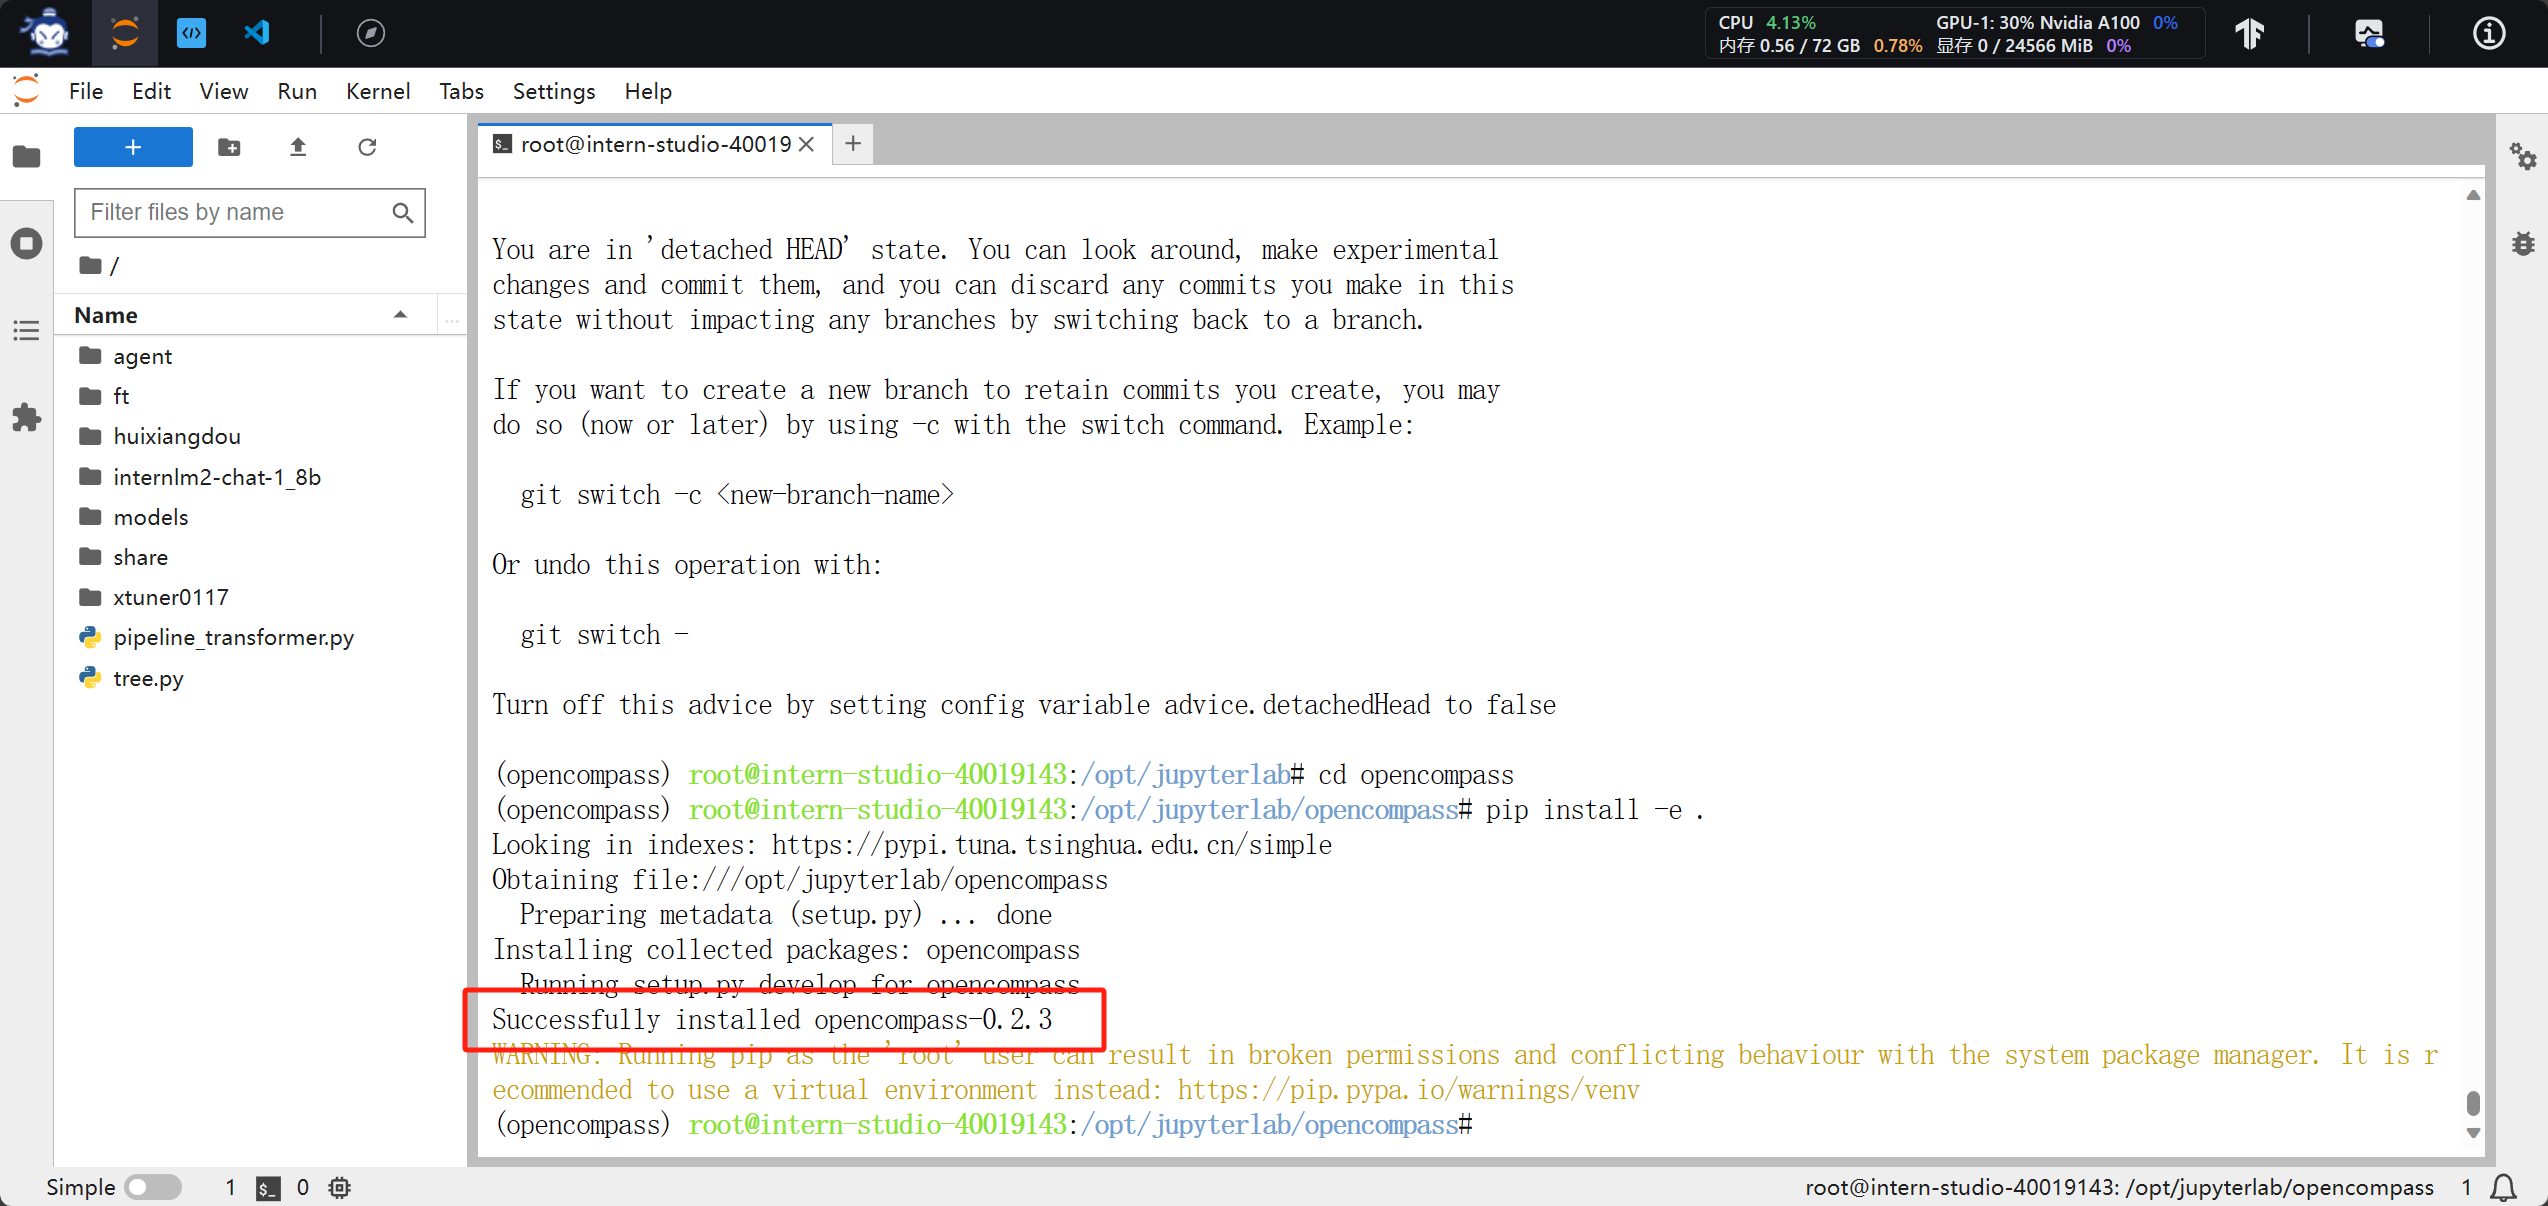 CPU 4.13%
GPU-1: 30% Nvidia A100 0%
内存 0.56 / 72 GB 0.78%
显存 0 / 24566 MiB 0%
File Edit View Run Kernel Tabs Settings Help
+
root@intern-studio-40019
Filter files by name
/
Name
...
agent
ft
huixiangdou
internlm2-chat-1_8b
models
share
xtuner0117
pipeline_transformer.py
tree.py
You are in 'detached HEAD' state. You can look around, make experimental
changes and commit them, and you can discard any commits you make in this
state without impacting any branches by switching back to a branch.
If you want to create a new branch to retain commits you create, you may
do so (now or later) by using -c with the switch command. Example:
git switch -c <new-branch-name>
Or undo this operation with:
git switch -
Turn off this advice by setting config variable advice.detachedHead to false
(opencompass) root@intern-studio-40019143:/opt/jupyterlab# cd opencompass
(opencompass) root@intern-studio-40019143:/opt/jupyterlab/opencompass# pip install -e .
Looking in indexes: https://pypi.tuna.tsinghua.edu.cn/simple
Obtaining file:///opt/jupyterlab/opencompass
Preparing metadata (setup.py) ... done
Installing collected packages: opencompass
Running setup.py develop for opencompass
Successfully installed opencompass-0.2.3
WARNING: Running pip as the 'root' user can result in broken permissions and conflicting behaviour with the system package manager. It is r
ecommended to use a virtual environment instead: https://pip.pypa.io/warnings/venv
(opencompass) root@intern-studio-40019143:/opt/jupyterlab/opencompass#
Simple 1 $_ 0
root@intern-studio-40019143: /opt/jupyterlab/opencompass 1